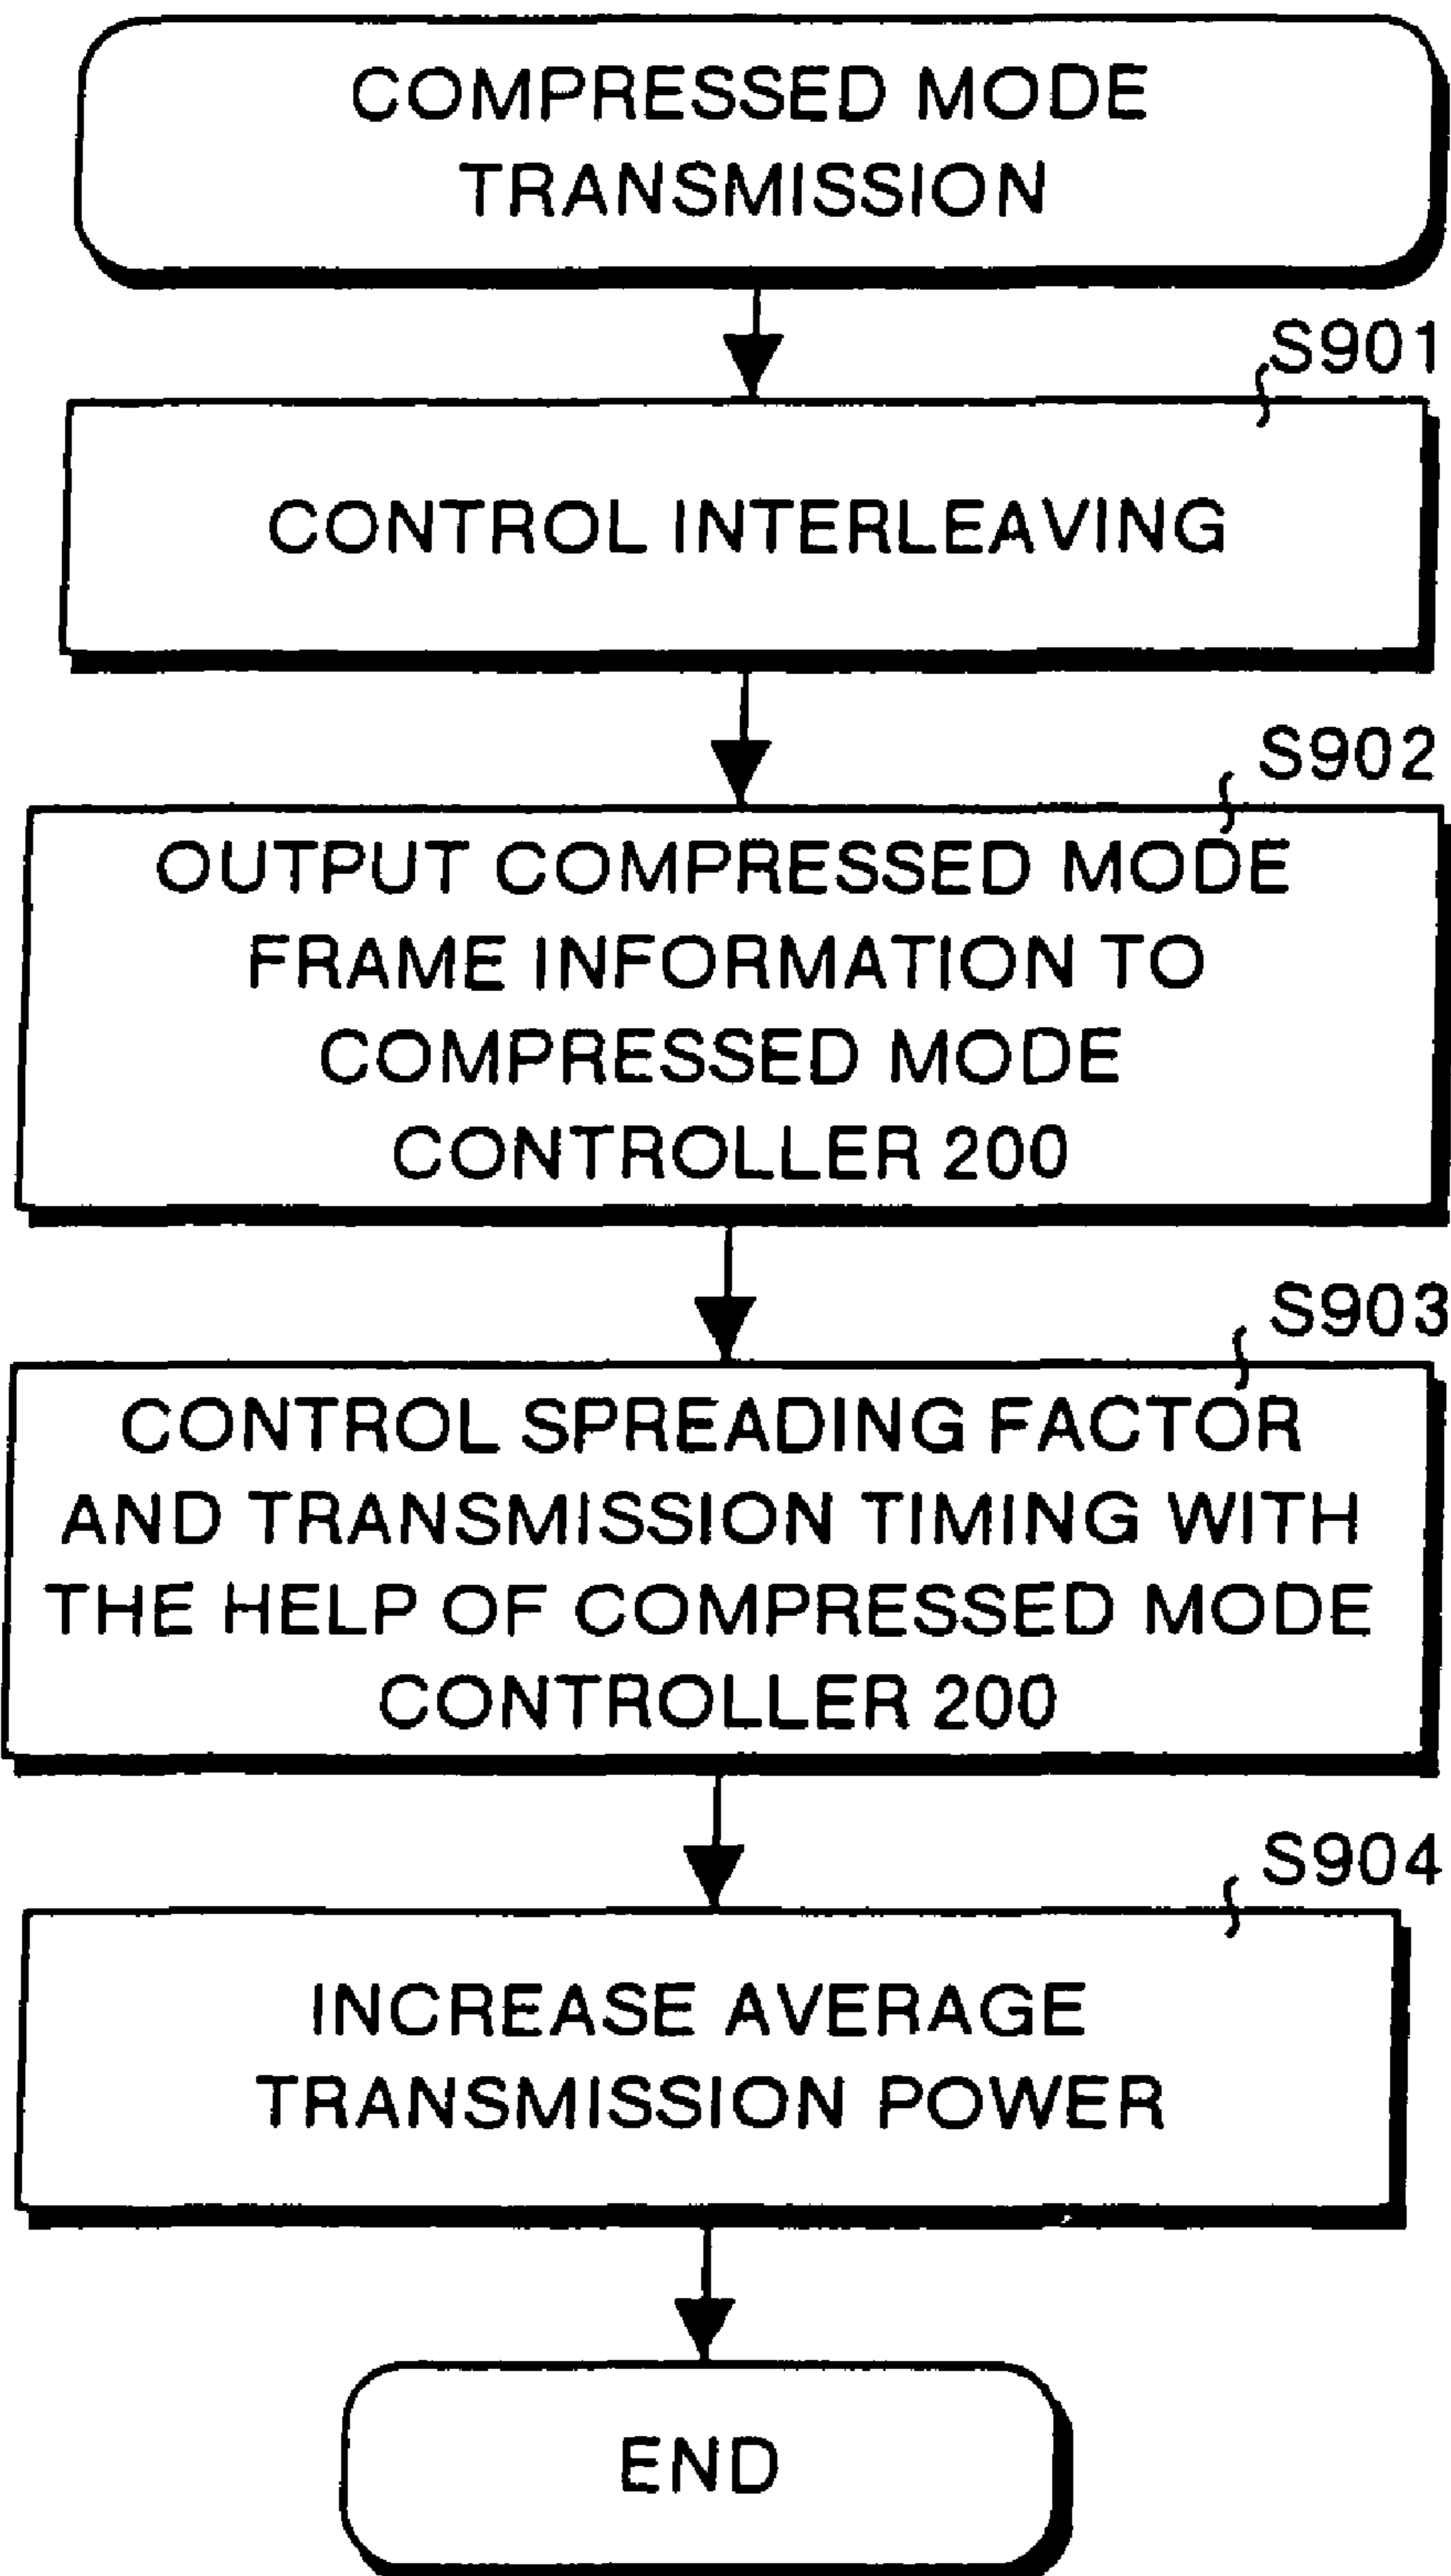 COMPRESSED MODE
TRANSMISSION
S901
CONTROL INTERLEAVING
S902
OUTPUT COMPRESSED MODE
FRAME INFORMATION TO
COMPRESSED MODE
CONTROLLER 200
S903
CONTROL SPREADING FACTOR
AND TRANSMISSION TIMING WITH
THE HELP OF COMPRESSED MODE
CONTROLLER 200
S904
INCREASE AVERAGE
TRANSMISSION POWER
END